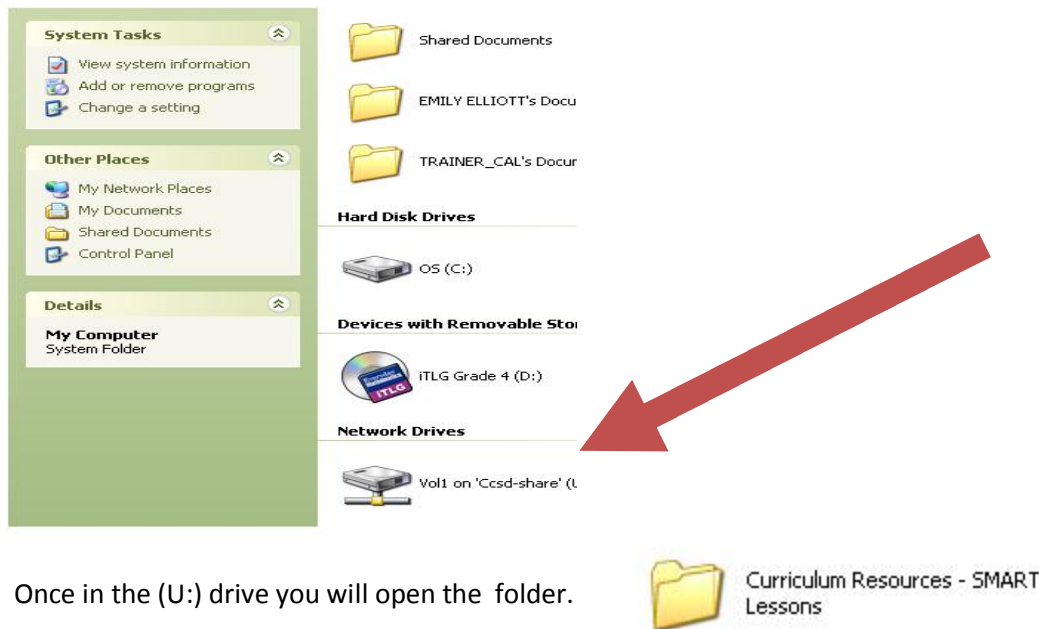 System Tasks
View system information
Add or remove programs
Change a setting
Other Places
My Network Places
My Documents
Shared Documents
Control Panel
Details
My Computer
System Folder
Shared Documents
EMILY ELLIOTT's Docu
TRAINER_CAL's Docur
Hard Disk Drives
OS (C:)
Devices with Removable Sto
iTLG Grade 4 (D:)
iTLG
Network Drives
Vol1 on 'Ccsd-share' (
Once in the (U:) drive you will open the folder.
Curriculum Resources - SMART
Lessons